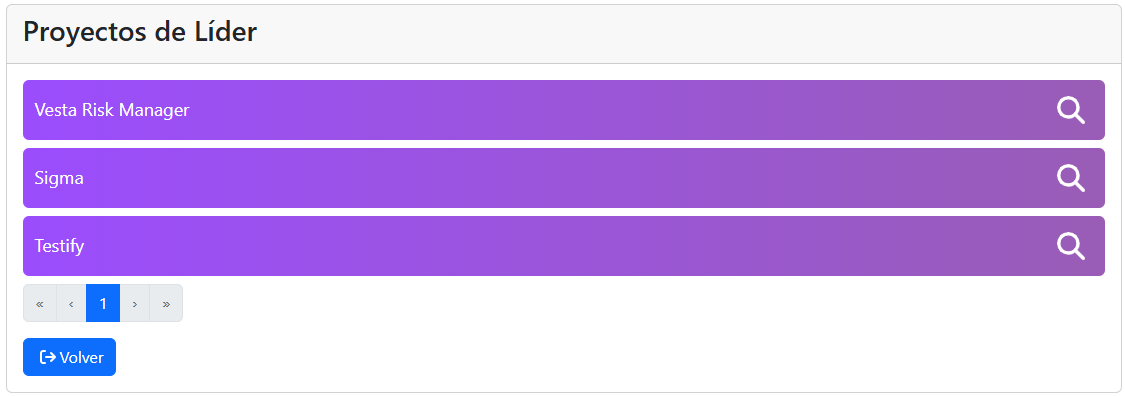 Proyectos de Líder
Vesta Risk Manager
Sigma
Testify
« ‹ 1 › »
Volver